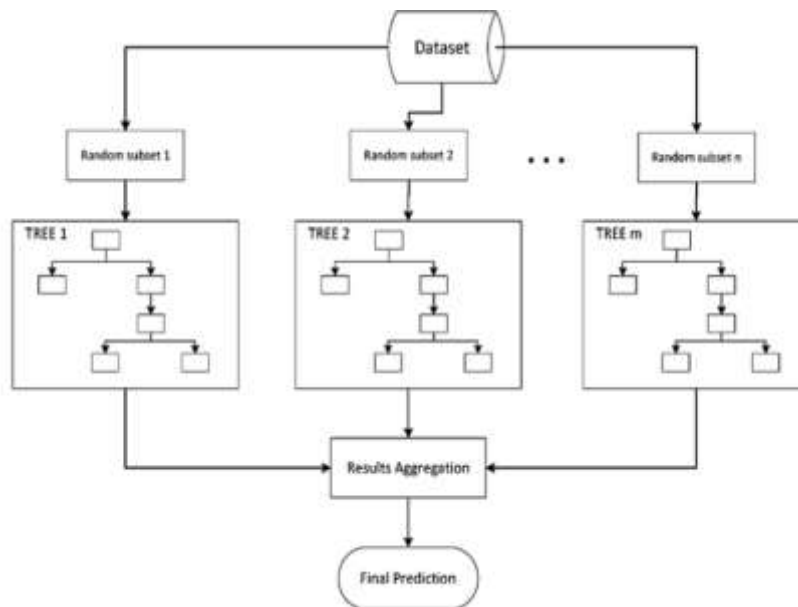 Dataset
Random subset 1
Random subset 2
Random subset n
TREE 1
TREE 2
TREE m
Results Aggregation
Final Prediction